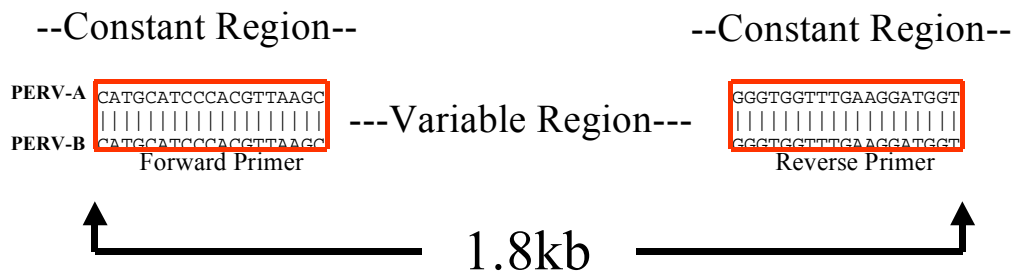 --Constant Region-- --Constant Region--
PERV-A CATGCATCCCACGTTAAGC GGGTGGTTTGAAGGATGGT
||||||||||||||||||| ---Variable Region--- |||||||||||||||||||
PERV-B CATGCATCCCACGTTAAGC GGGTGGTTTGAAGGATGGT
Forward Primer Reverse Primer
1.8kb